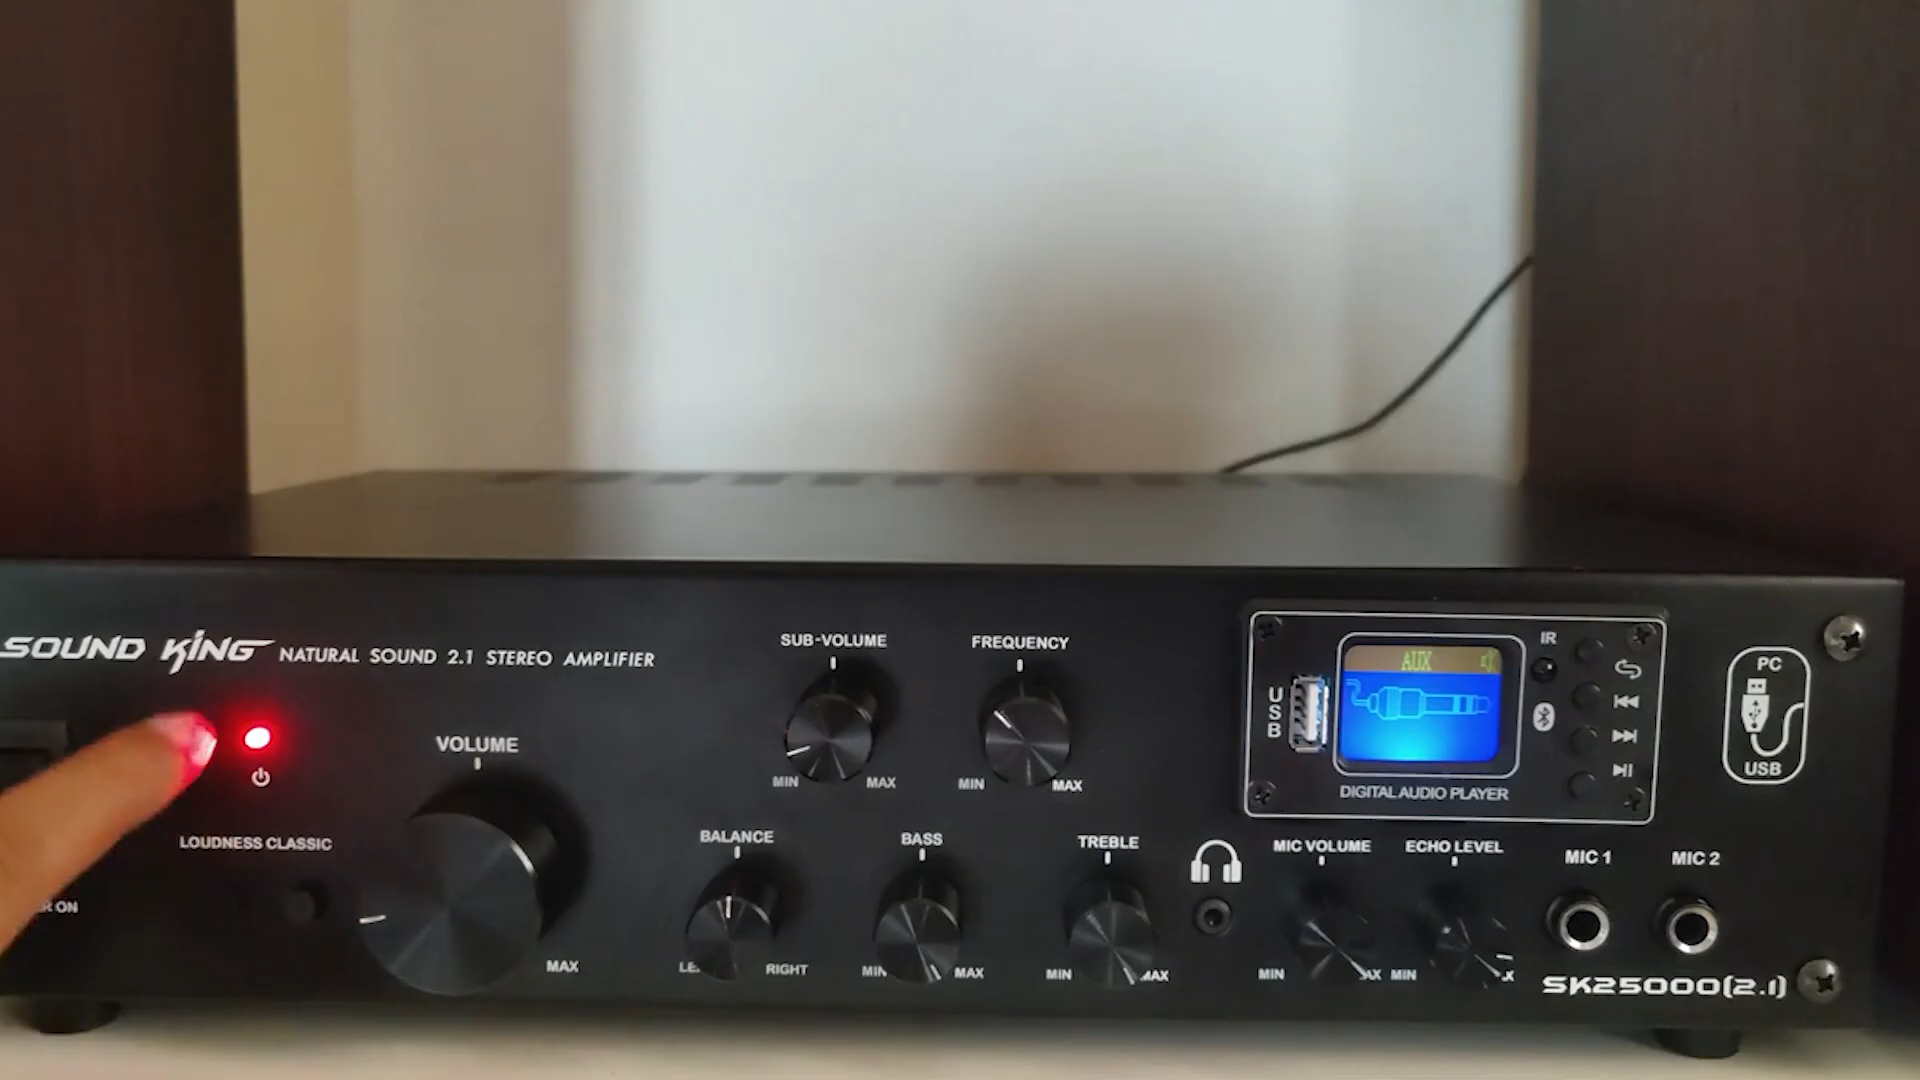 SOUND KING NATURAL SOUND 2.1 STEREO AMPLIFIER
SUB-VOLUME
FREQUENCY
MIN MAX
MIN MAX
VOLUME
MAX
LOUDNESS CLASSIC
ON
BALANCE
RIGHT
BASS
MIN MAX
TREBLE
MIN
USB
AUX
IR
DIGITAL AUDIO PLAYER
PC
USB
MIC VOLUME
MIN
ECHO LEVEL
MIN
MIC 1
MIC 2
SK25000(2.1)